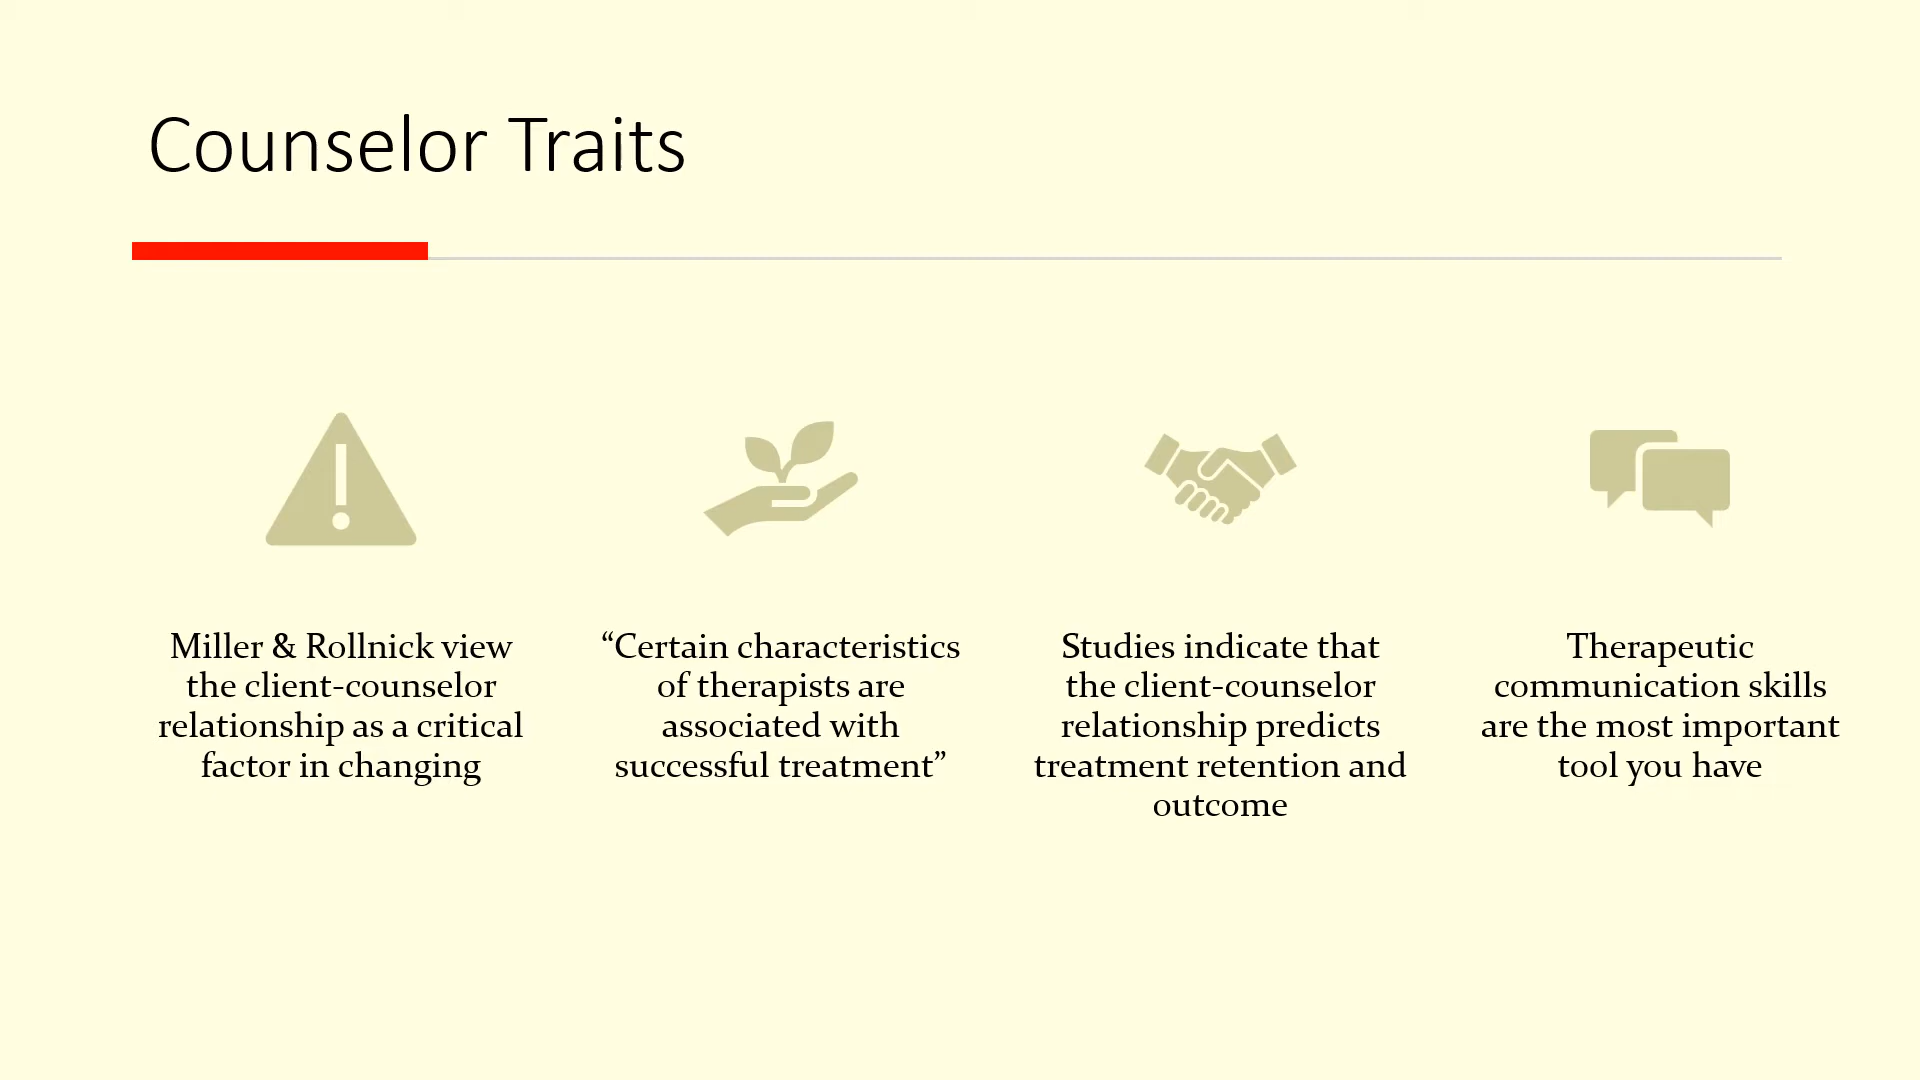 Counselor Traits
Miller & Rollnick view
the client-counselor
relationship as a critical
factor in changing
“Certain characteristics
of therapists are
associated with
successful treatment”
Studies indicate that
the client-counselor
relationship predicts
treatment retention and
outcome
Therapeutic
communication skills
are the most important
tool you have